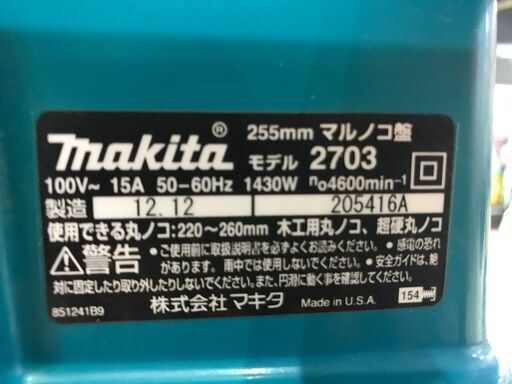 makita® 255mm マルノコ盤
モデル 2703
100V~ 15A 50-60Hz 1430W n₀4600min⁻¹
製造 12.12 205416A
使用できる丸ノコ:220～260mm 木工用丸ノコ、超硬丸ノコ
警告
・ご使用前に取扱説明書を必ずよくお読みください。・感電の恐れ
がありますので、雨中では使用しないでください。・安全ガイドは、絶
対に固定したり取り外したりしないでください。また、円滑に動く事を確認してください。
株式会社 マキタ Made in U.S.A.
851241B9
154